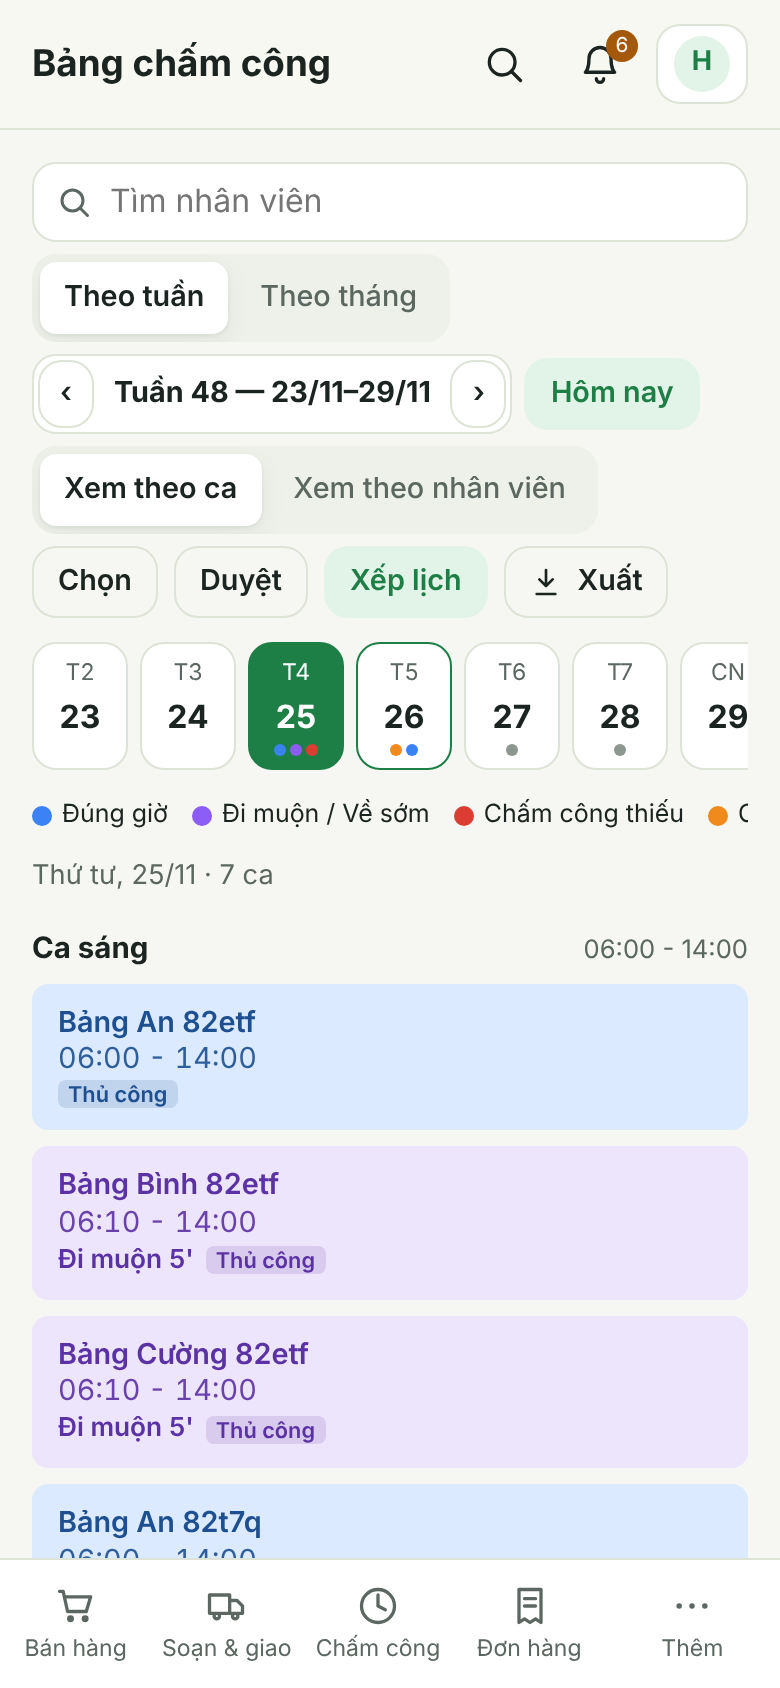 Bảng chấm công
6
H
Tìm nhân viên
Theo tuần
Theo tháng
‹ Tuần 48 — 23/11–29/11 ›
Hôm nay
Xem theo ca
Xem theo nhân viên
Chọn
Duyệt
Xếp lịch
Xuất
T2 T3 T4 T5 T6 T7 CN
23 24 25 26 27 28 29
Đúng giờ
Đi muộn / Về sớm
Chấm công thiếu
Thứ tư, 25/11 · 7 ca
Ca sáng
06:00 - 14:00
Bảng An 82etf
06:00 - 14:00
Thủ công
Bảng Bình 82etf
06:10 - 14:00
Đi muộn 5' Thủ công
Bảng Cường 82etf
06:10 - 14:00
Đi muộn 5' Thủ công
Bảng An 82t7q
06:00 - 14:00
Bán hàng
Soạn & giao
Chấm công
Đơn hàng
Thêm